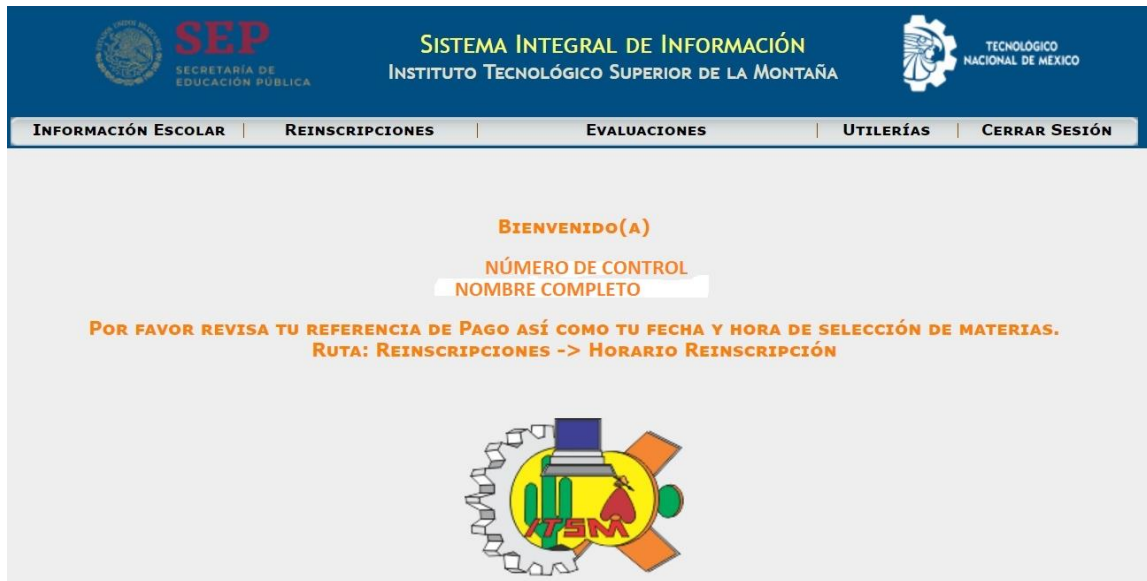 SEP
SECRETARÍA DE
EDUCACIÓN PÚBLICA
SISTEMA INTEGRAL DE INFORMACIÓN
INSTITUTO TECNOLÓGICO SUPERIOR DE LA MONTAÑA
TECNOLÓGICO
NACIONAL DE MÉXICO
INFORMACIÓN ESCOLAR | REINSCRIPCIONES | EVALUACIONES | UTILERÍAS | CERRAR SESIÓN
BIENVENIDO(A)
NÚMERO DE CONTROL
NOMBRE COMPLETO
POR FAVOR REVISA TU REFERENCIA DE PAGO ASÍ COMO TU FECHA Y HORA DE SELECCIÓN DE MATERIAS.
RUTA: REINSCRIPCIONES -> HORARIO REINSCRIPCIÓN
ITSM